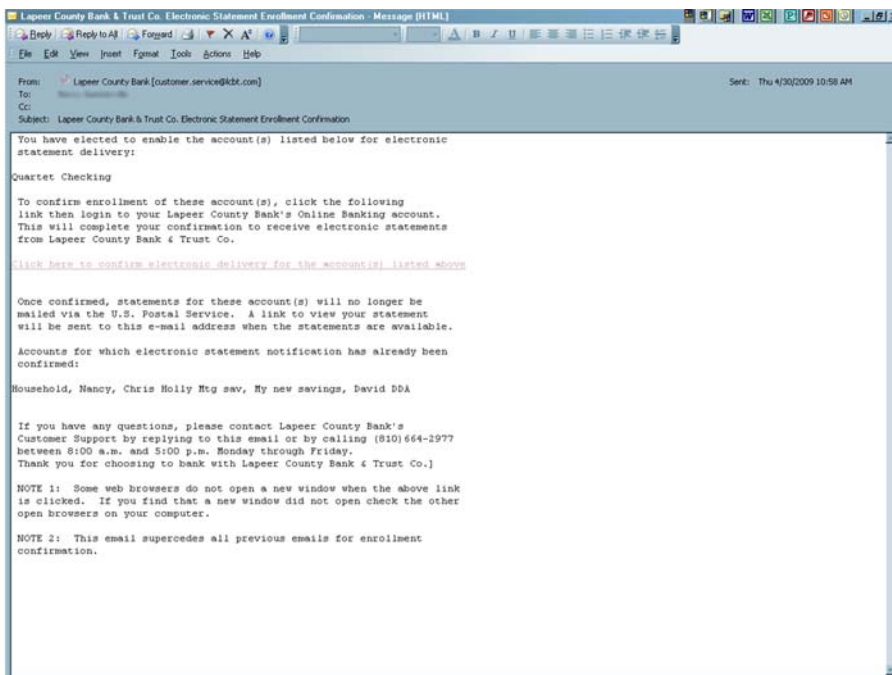 Lapeer County Bank & Trust Co. Electronic Statement Enrollment Confirmation - Message (HTML)
Reply Reply to All Forward
File Edit View Insert Format Tools Actions Help
From: Lapeer County Bank [customer.service@lcbt.com] Sent: Thu 4/30/2009 10:58 AM
To:
Cc:
Subject: Lapeer County Bank & Trust Co. Electronic Statement Enrollment Confirmation
You have elected to enable the account(s) listed below for electronic
statement delivery:
Quartet Checking
To confirm enrollment of these account(s), click the following
link then login to your Lapeer County Bank's Online Banking account.
This will complete your confirmation to receive electronic statements
from Lapeer County Bank & Trust Co.
Click here to confirm electronic delivery for the account(s) listed above
Once confirmed, statements for these account(s) will no longer be
mailed via the U.S. Postal Service. A link to view your statement
will be sent to this e-mail address when the statements are available.
Accounts for which electronic statement notification has already been
confirmed:
Household, Nancy, Chris Holly Mtg sav, My new savings, David DDA
If you have any questions, please contact Lapeer County Bank's
Customer Support by replying to this email or by calling (810)664-2977
between 8:00 a.m. and 5:00 p.m. Monday through Friday.
Thank you for choosing to bank with Lapeer County Bank & Trust Co.]
NOTE 1: Some web browsers do not open a new window when the above link
is clicked. If you find that a new window did not open check the other
open browsers on your computer.
NOTE 2: This email supercedes all previous emails for enrollment
confirmation.